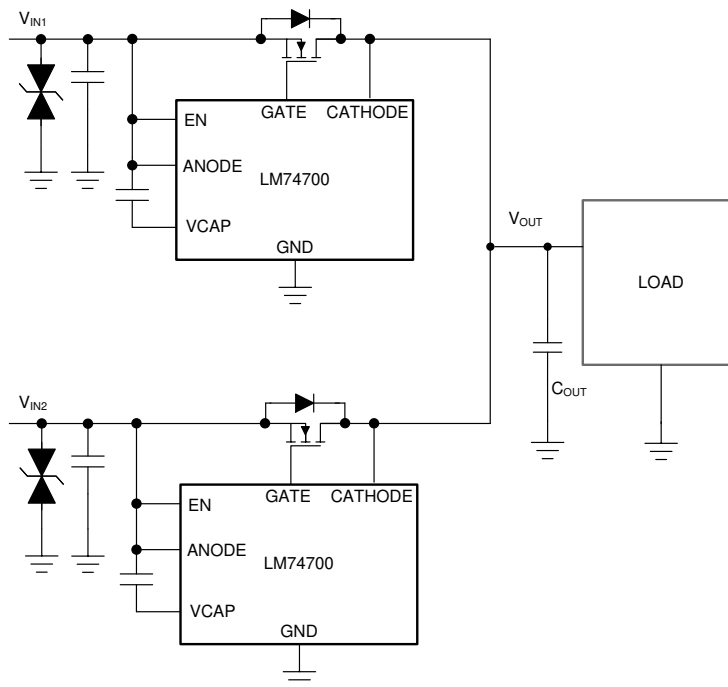 VIN1
GATE
CATHODE
EN
ANODE
LM74700
VCAP
GND
VOUT
LOAD
COUT
VIN2
GATE
CATHODE
EN
ANODE
LM74700
VCAP
GND